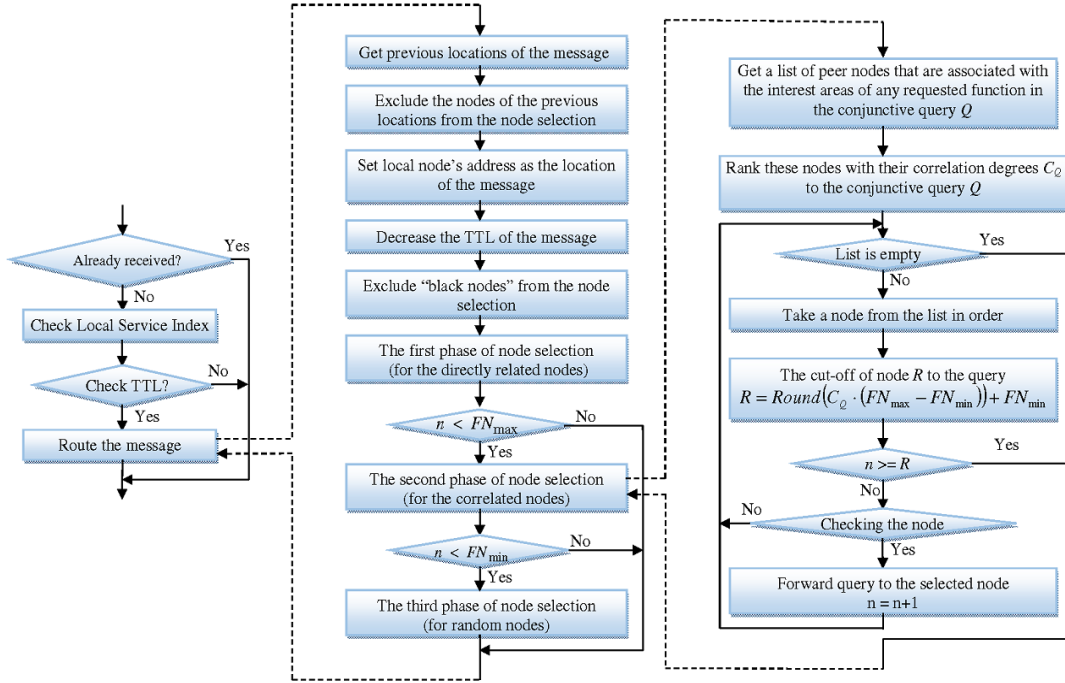 Already received?
Yes
No
Check Local Service Index
Check TTL?
No
Yes
Route the message
Get previous locations of the message
Exclude the nodes of the previous
locations from the node selection
Set local node's address as the location
of the message
Decrease the TTL of the message
Exclude “black nodes” from the node
selection
The first phase of node selection
(for the directly related nodes)
n < FNmax
No
Yes
The second phase of node selection
(for the correlated nodes)
n < FNmin
No
Yes
The third phase of node selection
(for random nodes)
Get a list of peer nodes that are associated with
the interest areas of any requested function in
the conjunctive query Q
Rank these nodes with their correlation degrees CQ
to the conjunctive query Q
List is empty
Yes
No
Take a node from the list in order
The cut-off of node R to the query
R = Round(CQ · (FNmax − FNmin)) + FNmin
n >= R
Yes
No
Checking the node
No
Yes
Forward query to the selected node
n = n+1